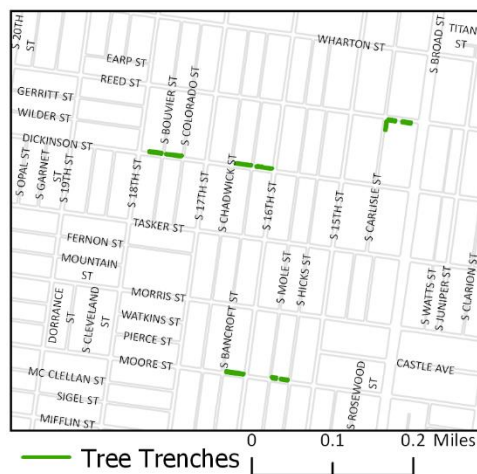 S 20TH ST
WHARTON ST
S BROAD ST
TITAN ST
EARP ST
REED ST
GERRITT ST
WILDER ST
DICKINSON ST
S BOUVIER ST
S COLORADO ST
S OPAL ST
S GARNET ST
S 19TH ST
S 18TH ST
S 17TH ST
S CHADWICK ST
S 16TH ST
S 15TH ST
S CARLISLE ST
TASKER ST
FERNON ST
MOUNTAIN ST
S MOLE ST
S HICKS ST
S WATTS ST
S JUNIPER ST
S CLARION ST
DORRANCE ST
S CLEVELAND ST
MORRIS ST
WATKINS ST
PIERCE ST
MOORE ST
S BANCROFT ST
CASTLE AVE
MC CLELLAN ST
SIGEL ST
MIFFLIN ST
S ROSEWOOD ST
Tree Trenches
0 0.1 0.2 Miles